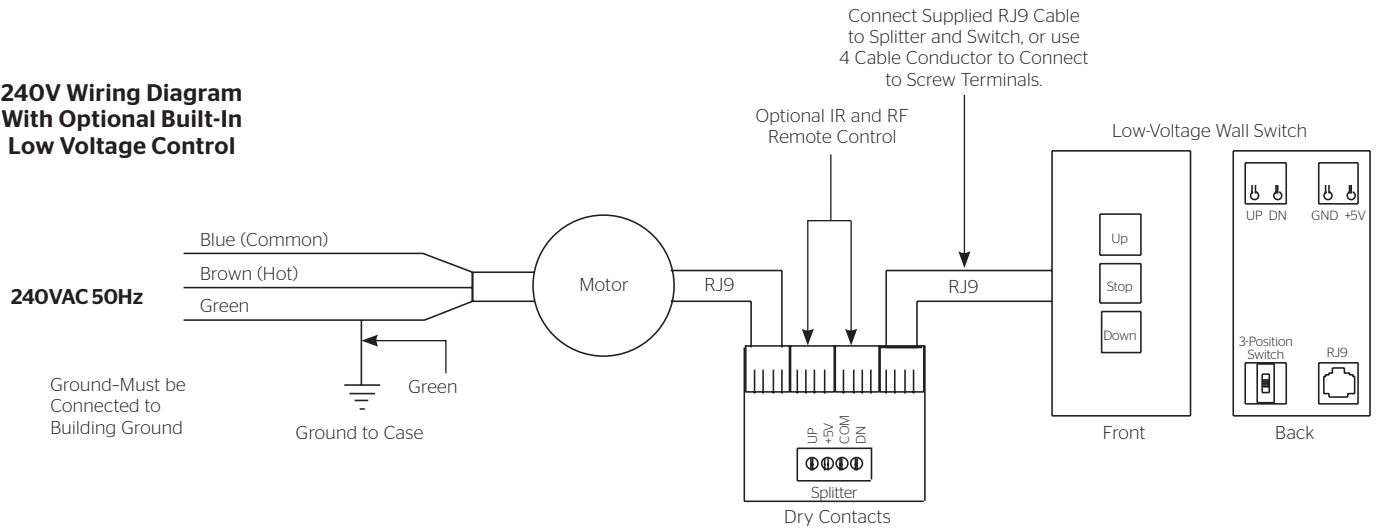 Connect Supplied RJ9 Cable
to Splitter and Switch, or use
4 Cable Conductor to Connect
to Screw Terminals.
240V Wiring Diagram
With Optional Built-In
Low Voltage Control
Optional IR and RF
Remote Control
Low-Voltage Wall Switch
UP DN
GND +5V
Blue (Common)
Brown (Hot)
Green
240VAC 50Hz
Motor
RJ9
RJ9
Up
Stop
Down
3-Position
Switch
RJ9
Green
Ground-Must be
Connected to
Building Ground
Ground to Case
UP
+5V
COM
DN
Splitter
Dry Contacts
Front
Back